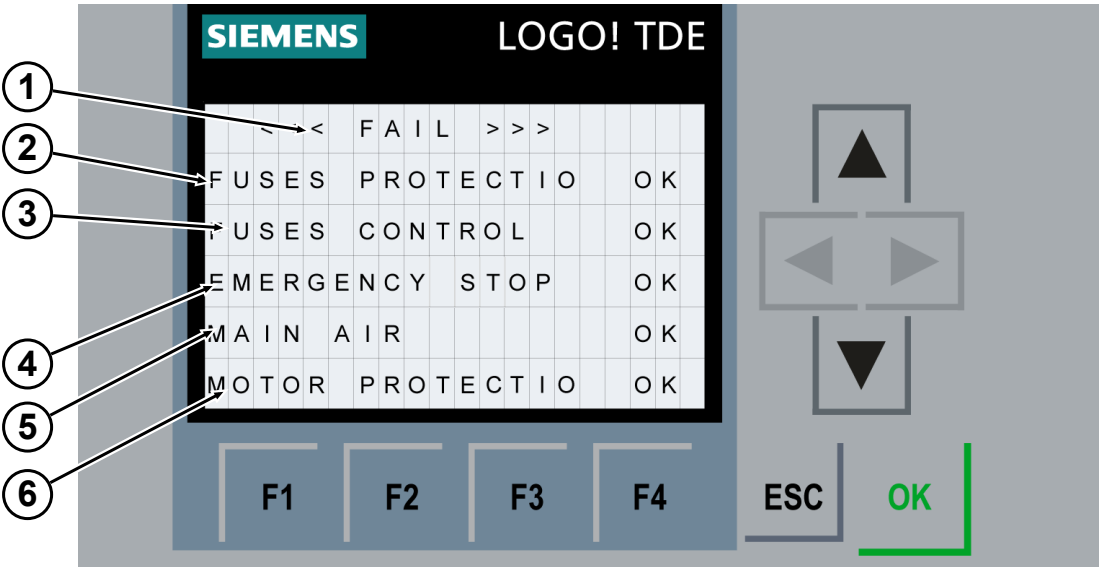 SIEMENS LOGO! TDE
1
<<< FAIL >>>
2
FUSES PROTECTIO OK
3
FUSES CONTROL OK
EMERGENCY STOP OK
4
MAIN AIR OK
5
MOTOR PROTECTIO OK
6
F1 F2 F3 F4 ESC OK